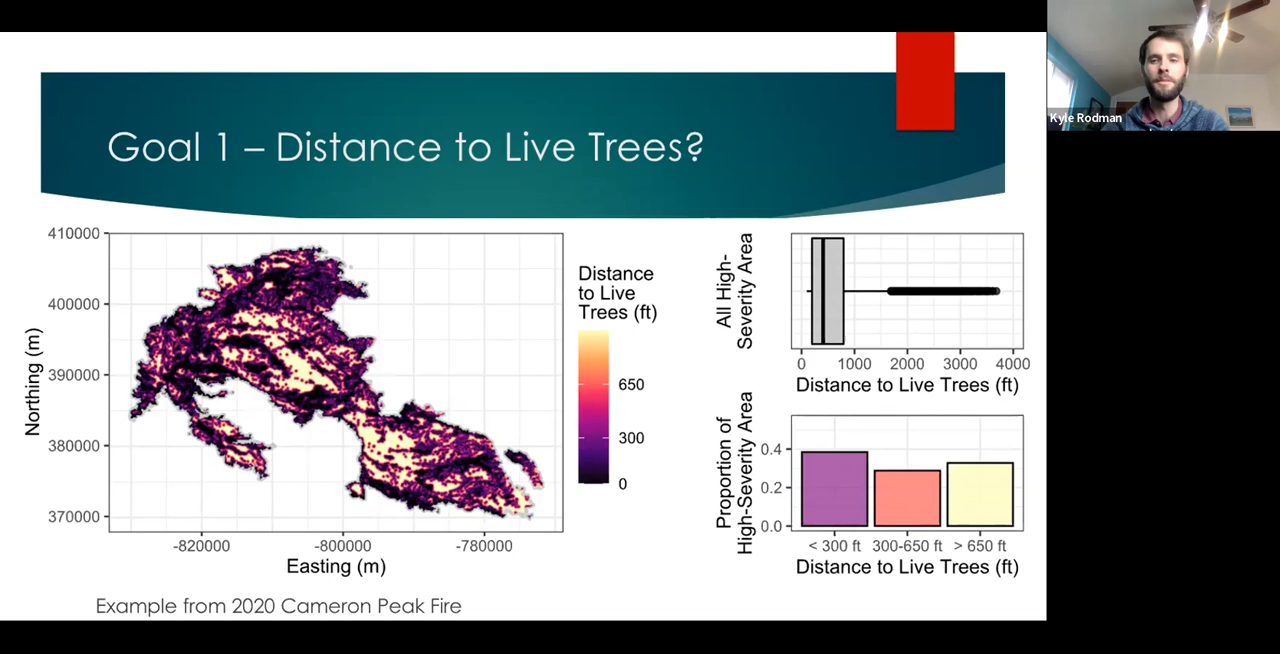 Goal 1 – Distance to Live Trees?
Kyle Rodman
410000
400000
390000
380000
370000
Northing (m)
-820000
-800000
-780000
Easting (m)
Distance
to Live
Trees (ft)
650
300
0
All High-
Severity Area
0
1000
2000
3000
4000
Distance to Live Trees (ft)
Proportion of
High-Severity Area
0.4
0.2
0.0
< 300 ft
300-650 ft
> 650 ft
Distance to Live Trees (ft)
Example from 2020 Cameron Peak Fire